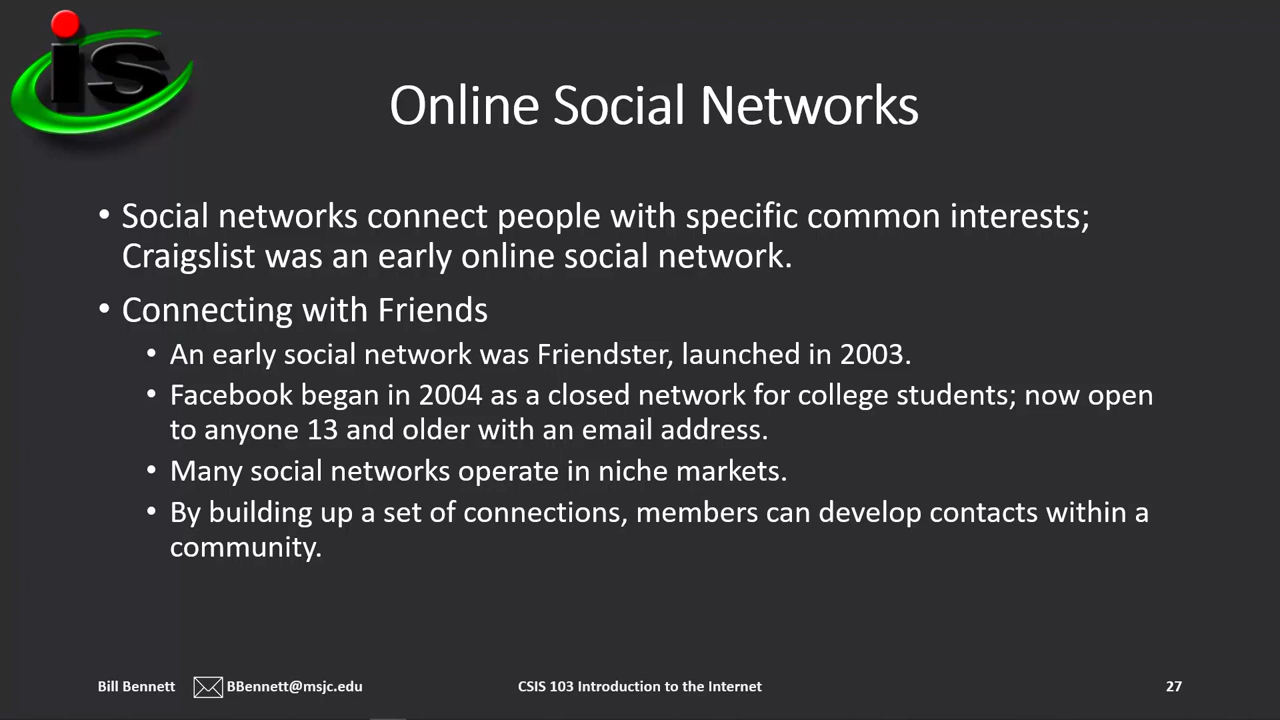 is
Online Social Networks
• Social networks connect people with specific common interests;
Craigslist was an early online social network.
• Connecting with Friends
• An early social network was Friendster, launched in 2003.
• Facebook began in 2004 as a closed network for college students; now open
to anyone 13 and older with an email address.
• Many social networks operate in niche markets.
• By building up a set of connections, members can develop contacts within a
community.
Bill Bennett BBennett@msjc.edu CSIS 103 Introduction to the Internet 27